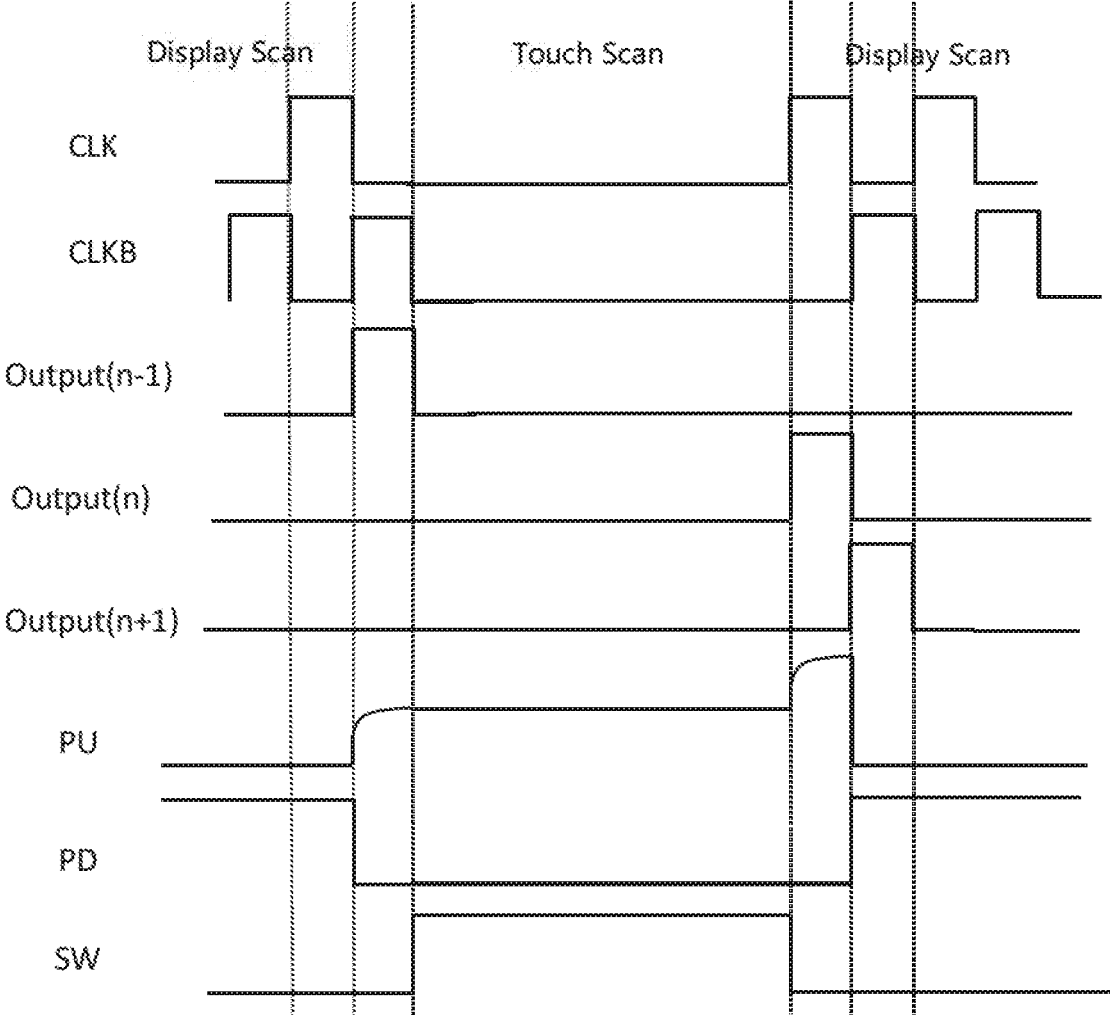 Display Scan
Touch Scan
Display Scan
CLK
CLKB
Output(n-1)
Output(n)
Output(n+1)
PU
PD
SW